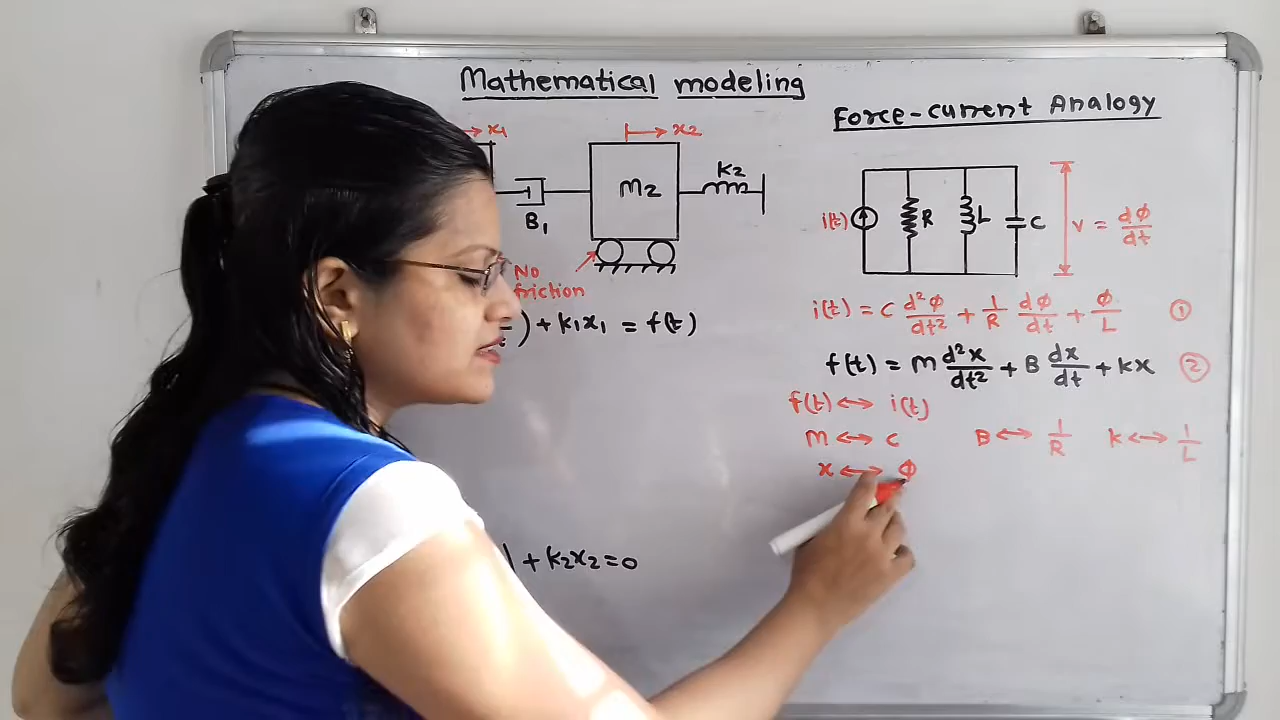 Mathematical modeling
x1
x2
M2
K2
B1
No
friction
) + K1x1 = f(t)
+ K2x2 = 0
Force-current Analogy
i(t)
R
L
C
v = dφ/dt
i(t) = C d²φ/dt² + 1/R dφ/dt + φ/L ①
f(t) = M d²x/dt² + B dx/dt + Kx ②
f(t) ↔ i(t)
M ↔ C B ↔ 1/R K ↔ 1/L
x ↔ φ